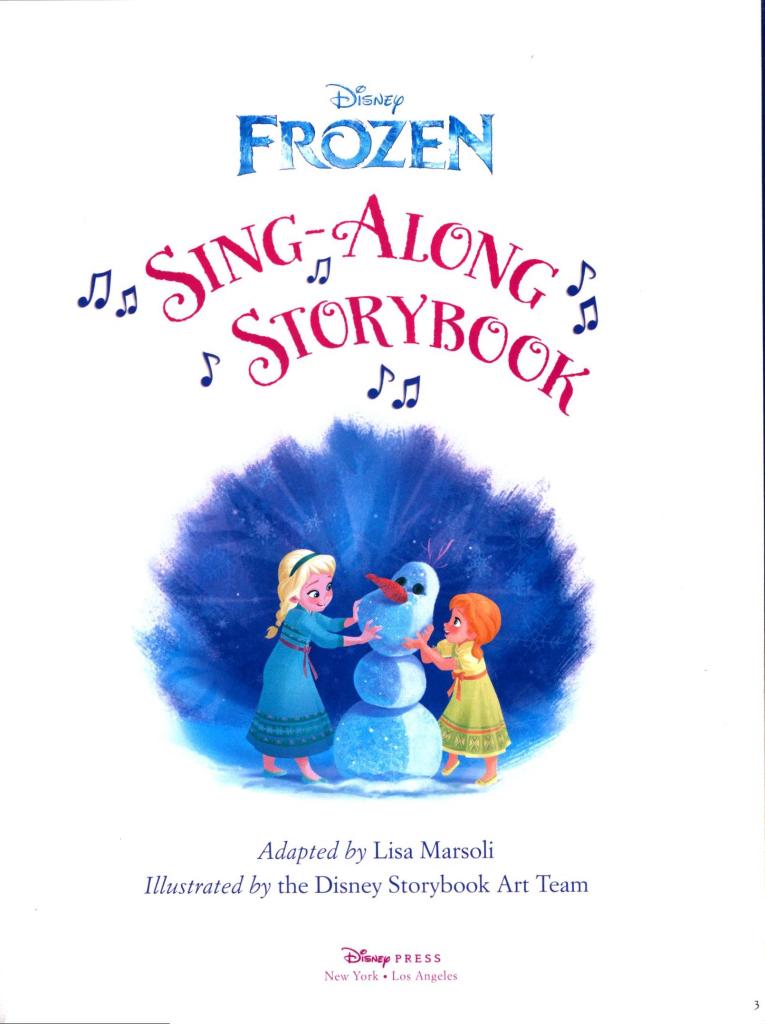 Disney
FROZEN
SING-ALONG
STORYBOOK
Adapted by Lisa Marsoli
Illustrated by the Disney Storybook Art Team
Disney PRESS
New York • Los Angeles
3